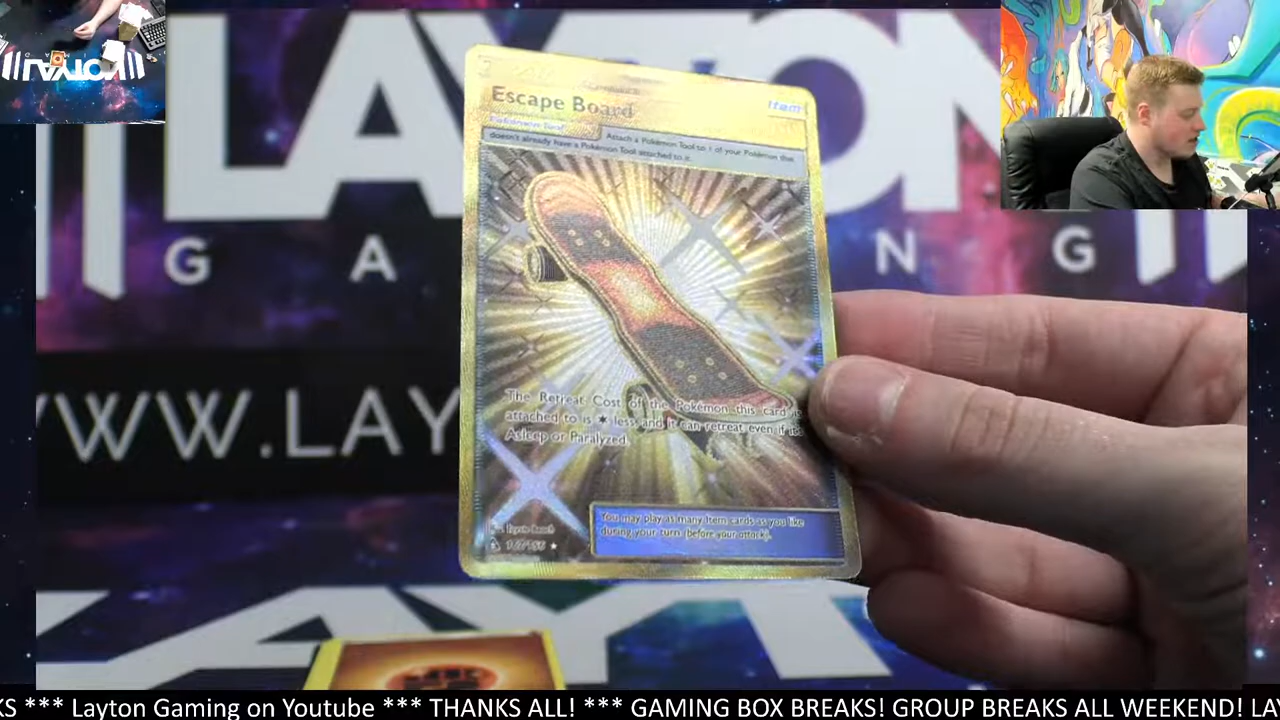 LAYTON
G A N G
WWW.LAY
LAYT
Escape Board
Item
Pokémon Tool
Attach a Pokémon Tool to 1 of your Pokémon that
doesn't already have a Pokémon Tool attached to it.
The Retreat Cost of the Pokémon this card is
attached to is less and it can retreat even if it's
Asleep or Paralyzed.
You may play as many Item cards as you like
during your turn (before your attack).
KS *** Layton Gaming on Youtube *** THANKS ALL! *** GAMING BOX BREAKS! GROUP BREAKS ALL WEEKEND! LA